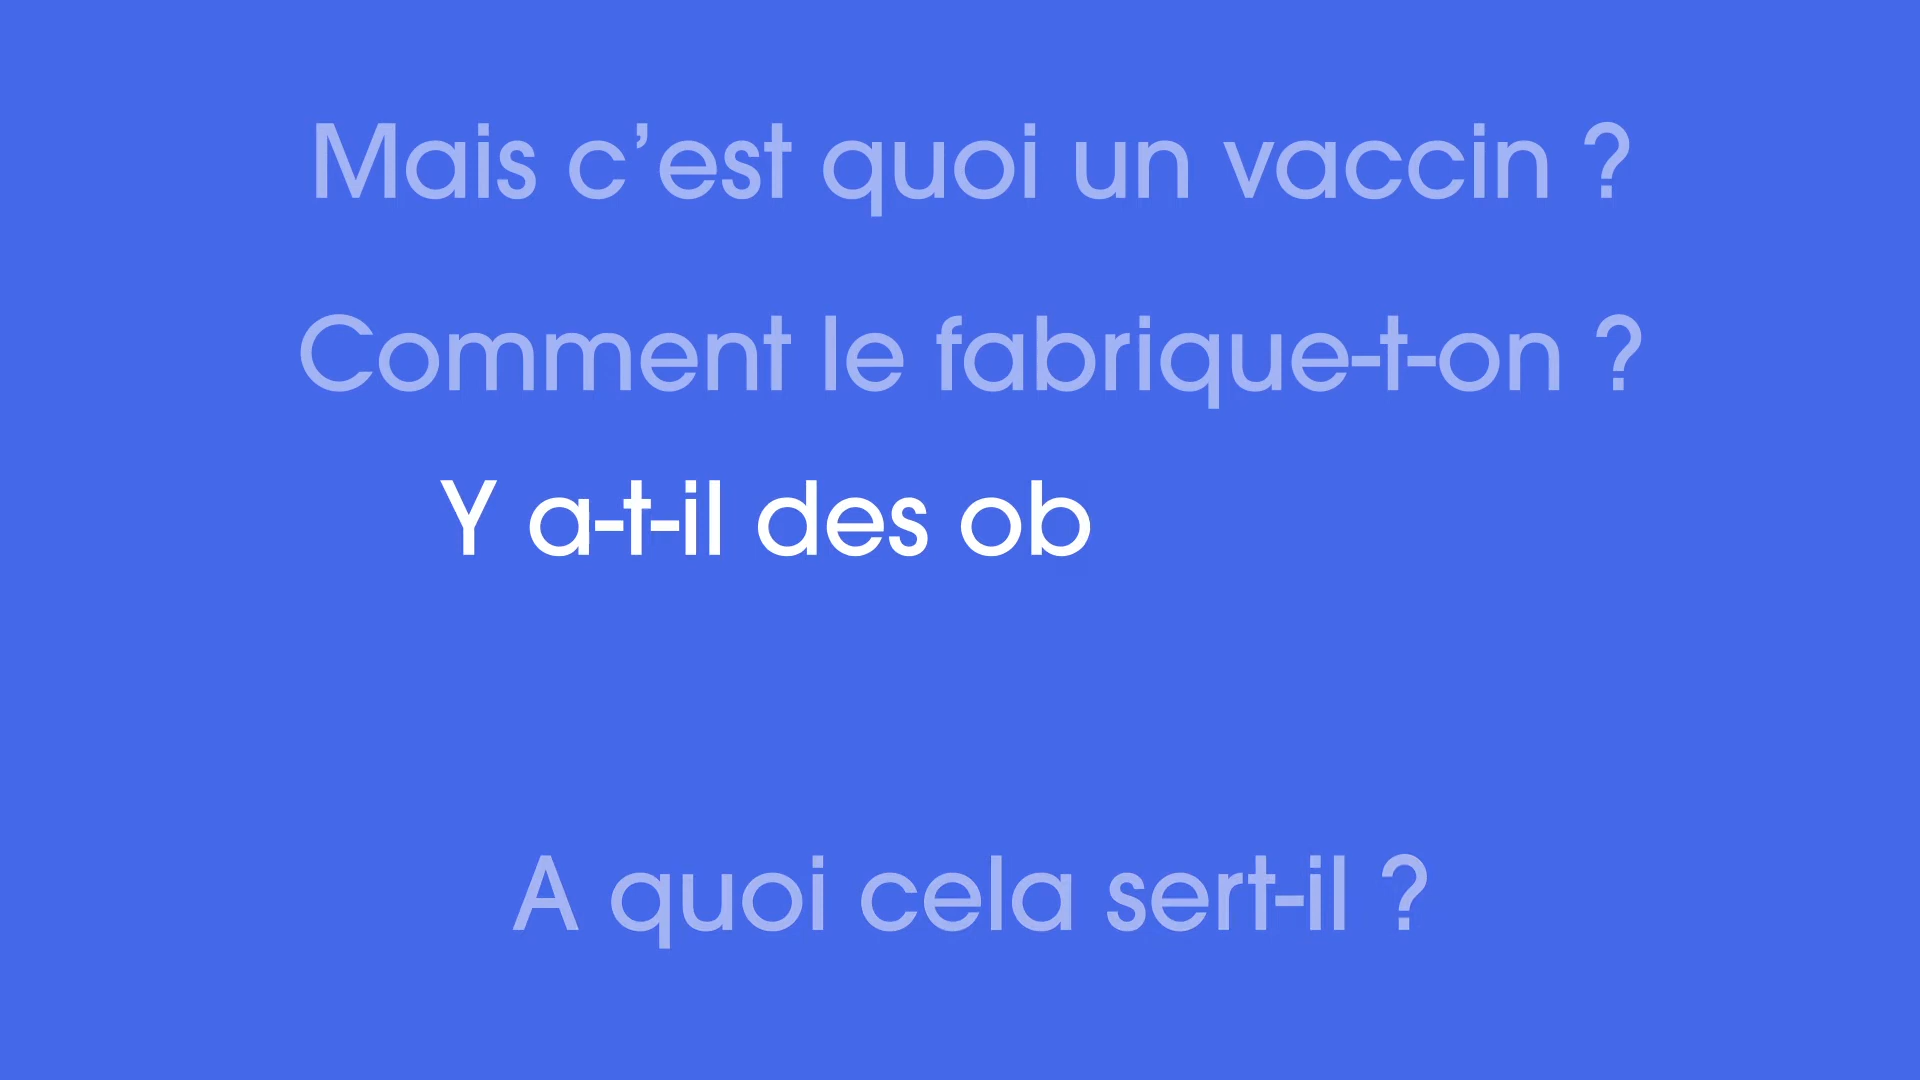 Mais c’est quoi un vaccin ?
Comment le fabrique-t-on ?
Y a-t-il des ob
A quoi cela sert-il ?